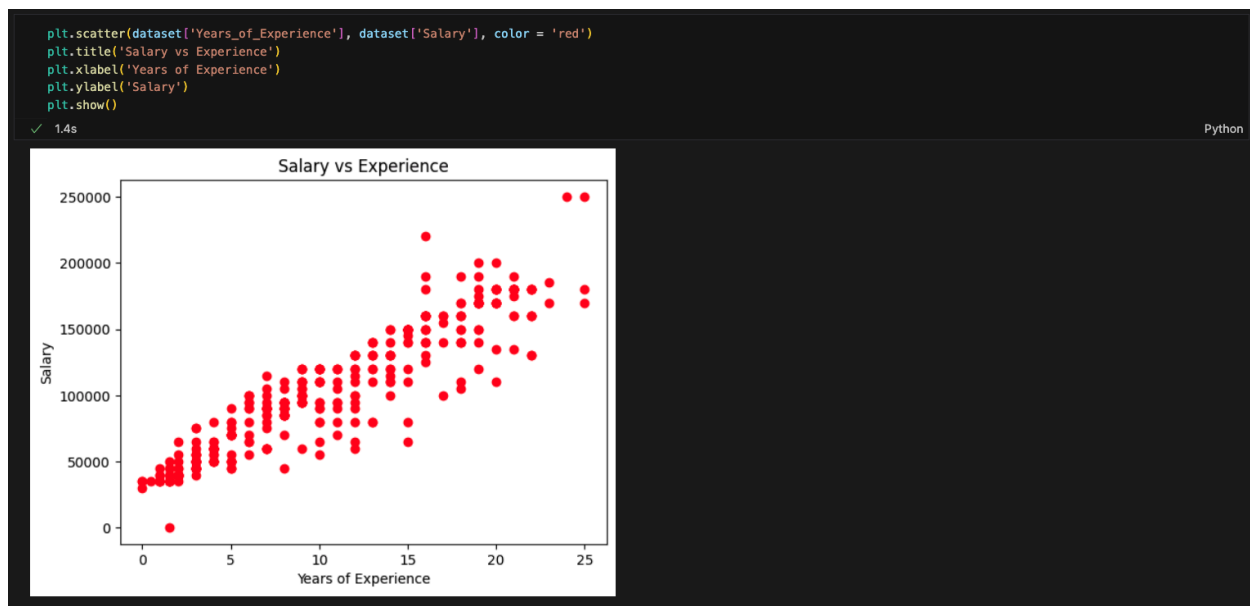 plt.scatter(dataset['Years_of_Experience'], dataset['Salary'], color = 'red')
plt.title('Salary vs Experience')
plt.xlabel('Years of Experience')
plt.ylabel('Salary')
plt.show()
✓ 1.4s
Python
Salary vs Experience
250000
200000
150000
100000
50000
0
Salary
0 5 10 15 20 25
Years of Experience